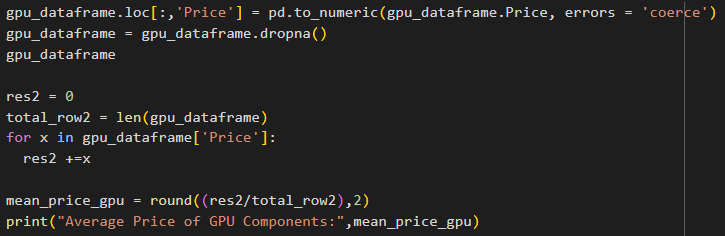 gpu_dataframe.loc[:,'Price'] = pd.to_numeric(gpu_dataframe.Price, errors = 'coerce')
gpu_dataframe = gpu_dataframe.dropna()
gpu_dataframe

res2 = 0
total_row2 = len(gpu_dataframe)
for x in gpu_dataframe['Price']:
  res2 +=x

mean_price_gpu = round((res2/total_row2),2)
print("Average Price of GPU Components:",mean_price_gpu)